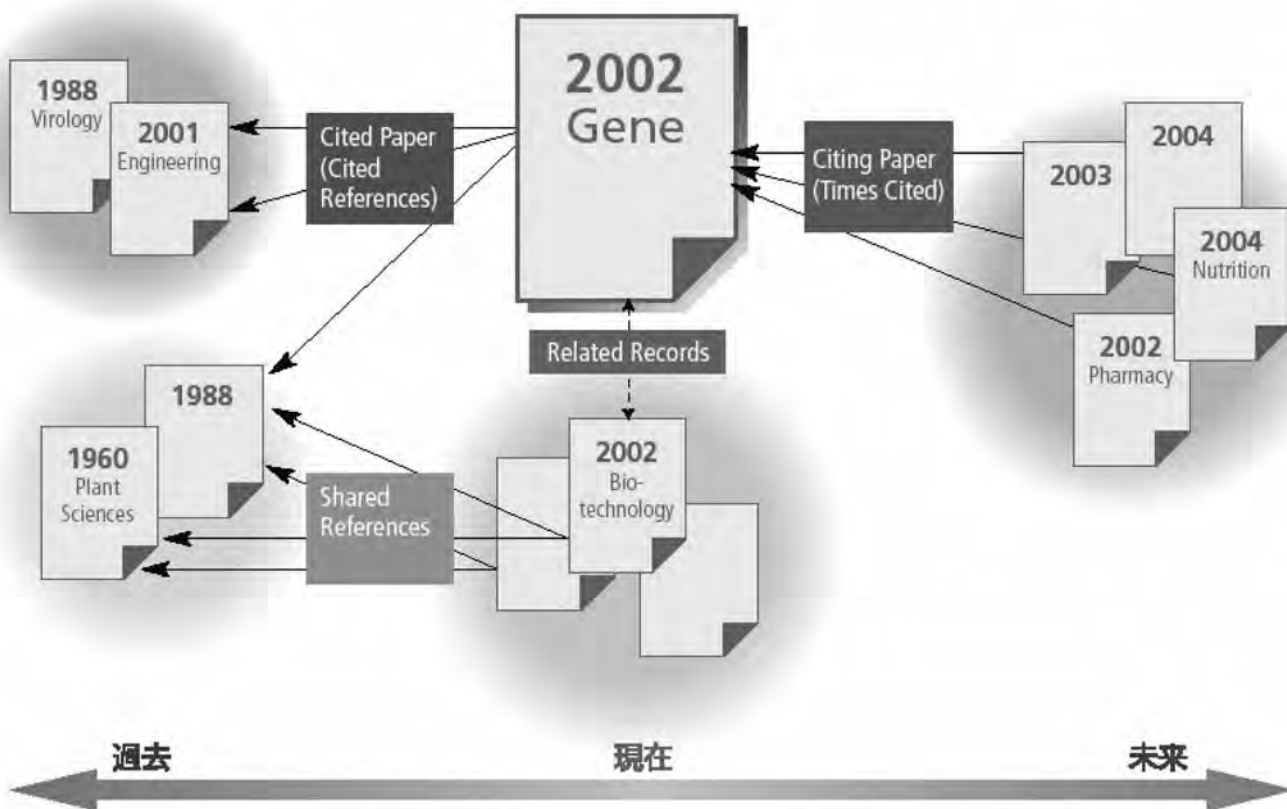 1988
Virology
2001
Engineering
Cited Paper
(Cited
References)
2002
Gene
Citing Paper
(Times Cited)
2003
2004
2004
Nutrition
2002
Pharmacy
Related Records
1988
1960
Plant
Sciences
Shared
References
2002
Bio-
technology
過去
現在
未来